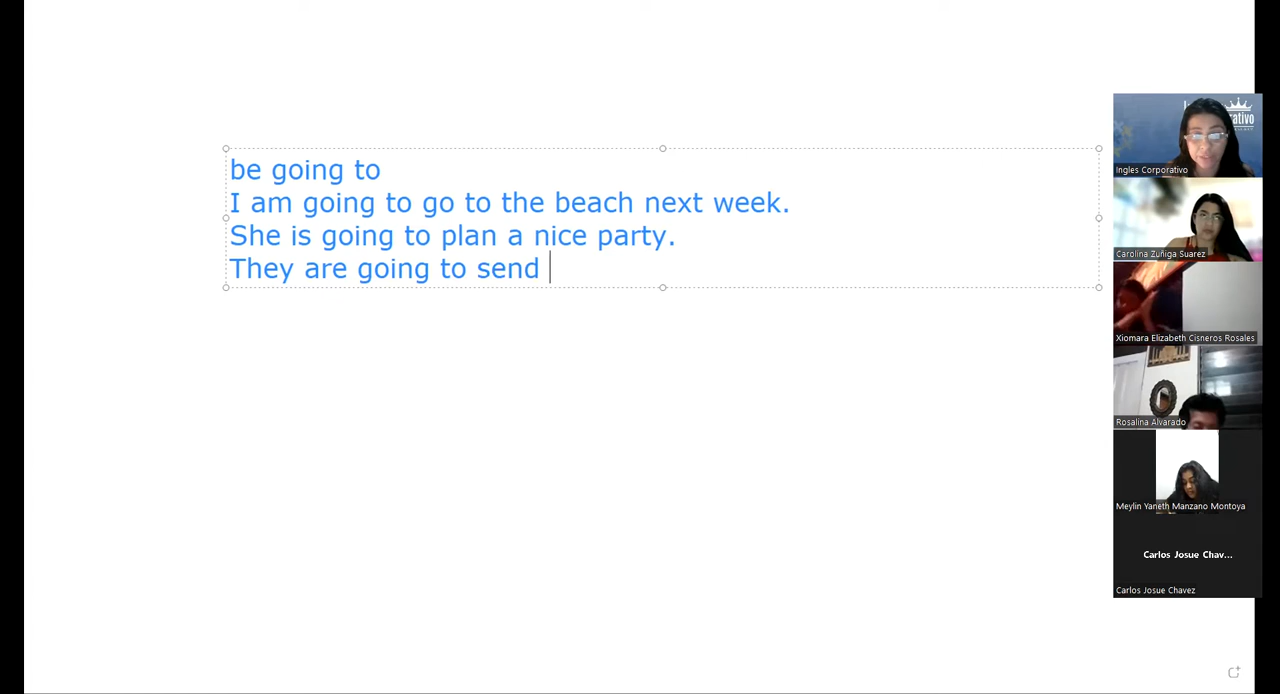 be going to
I am going to go to the beach next week.
She is going to plan a nice party.
They are going to send
Ingles Corporativo
Carolina Zuñiga Suarez
Xiomara Elizabeth Cisneros Rosales
Rosalina Alvarado
Meylin Yaneth Manzano Montoya
Carlos Josue Chav...
Carlos Josue Chavez